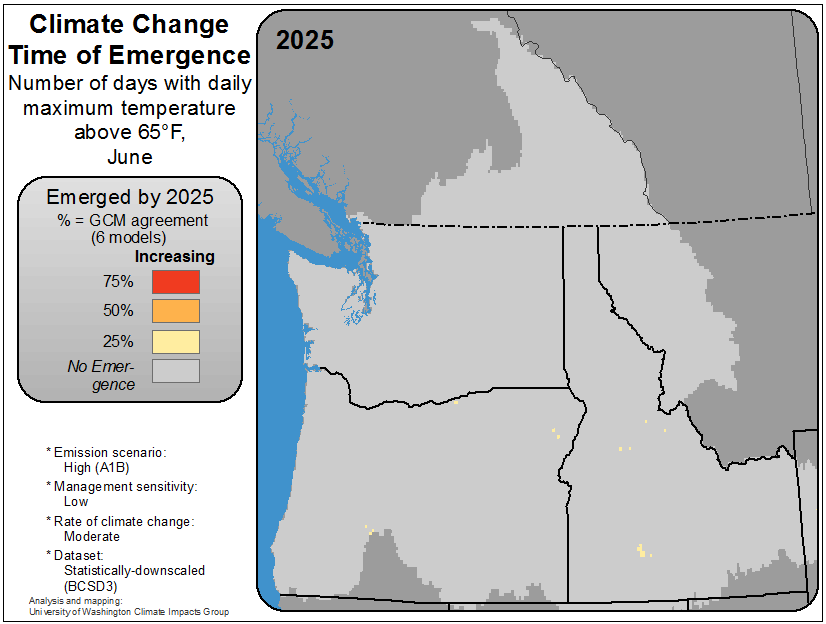 Climate Change
Time of Emergence
Number of days with daily
maximum temperature
above 65°F,
June
2025
Emerged by 2025
% = GCM agreement
(6 models)
Increasing
75%
50%
25%
No Emer-
gence
* Emission scenario:
High (A1B)
* Management sensitivity:
Low
* Rate of climate change:
Moderate
* Dataset:
Statistically-downscaled
(BCSD3)
Analysis and mapping:
University of Washington Climate Impacts Group